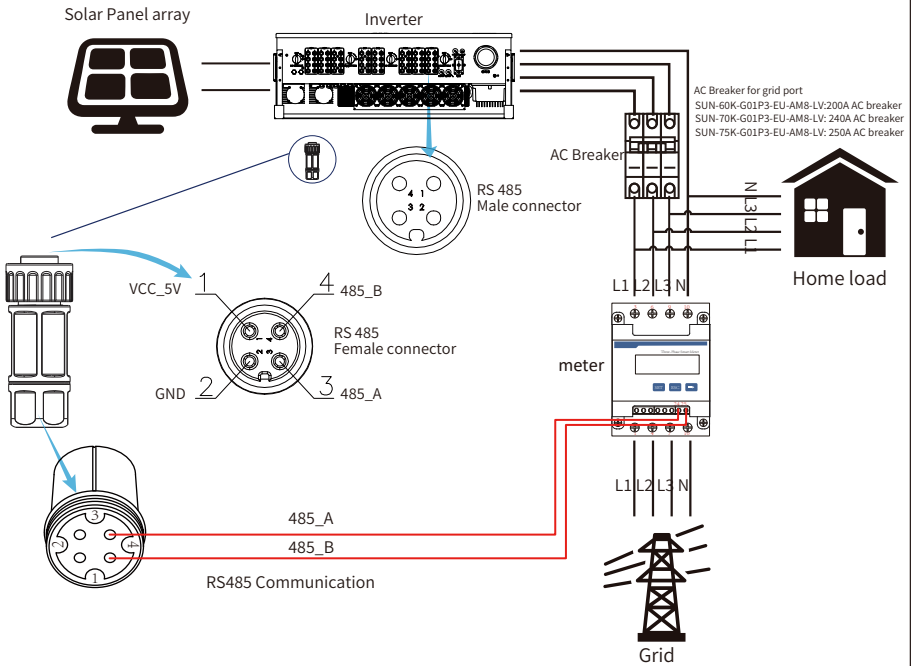 Solar Panel array
Inverter
AC Breaker for grid port
SUN-60K-G01P3-EU-AM8-LV:200A AC breaker
SUN-70K-G01P3-EU-AM8-LV: 240A AC breaker
SUN-75K-G01P3-EU-AM8-LV: 250A AC breaker
AC Breaker
4 1
3 2
RS 485
Male connector
N
L3
L2
L1
Home load
L1 L2 L3 N
VCC_5V
1
4
485_B
1 4
2 3
RS 485
Female connector
GND
2
3
485_A
meter
L1 L2 L3 N
3
2
4
1
485_A
485_B
RS485 Communication
Grid